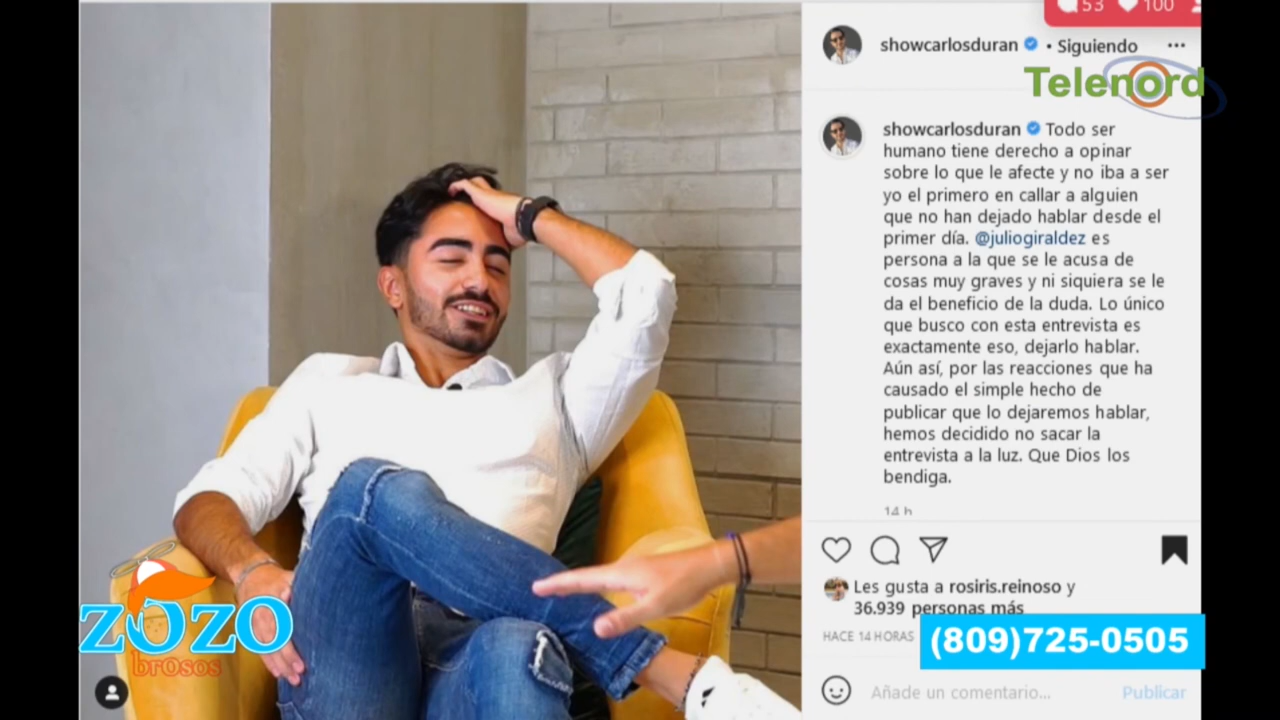 53 100
showcarlosduran • Siguiendo ...
Telenord
showcarlosduran Todo ser
humano tiene derecho a opinar
sobre lo que le afecte y no iba a ser
yo el primero en callar a alguien
que no han dejado hablar desde el
primer día. @juliogiraldez es
persona a la que se le acusa de
cosas muy graves y ni siquiera se le
da el beneficio de la duda. Lo único
que busco con esta entrevista es
exactamente eso, dejarlo hablar.
Aún así, por las reacciones que ha
causado el simple hecho de
publicar que lo dejaremos hablar,
hemos decidido no sacar la
entrevista a la luz. Que Dios los
bendiga.
14 h
Les gusta a rosiris.reinoso y
36.939 personas más
HACE 14 HORAS
(809)725-0505
Añade un comentario... Publicar
zozo
brosos